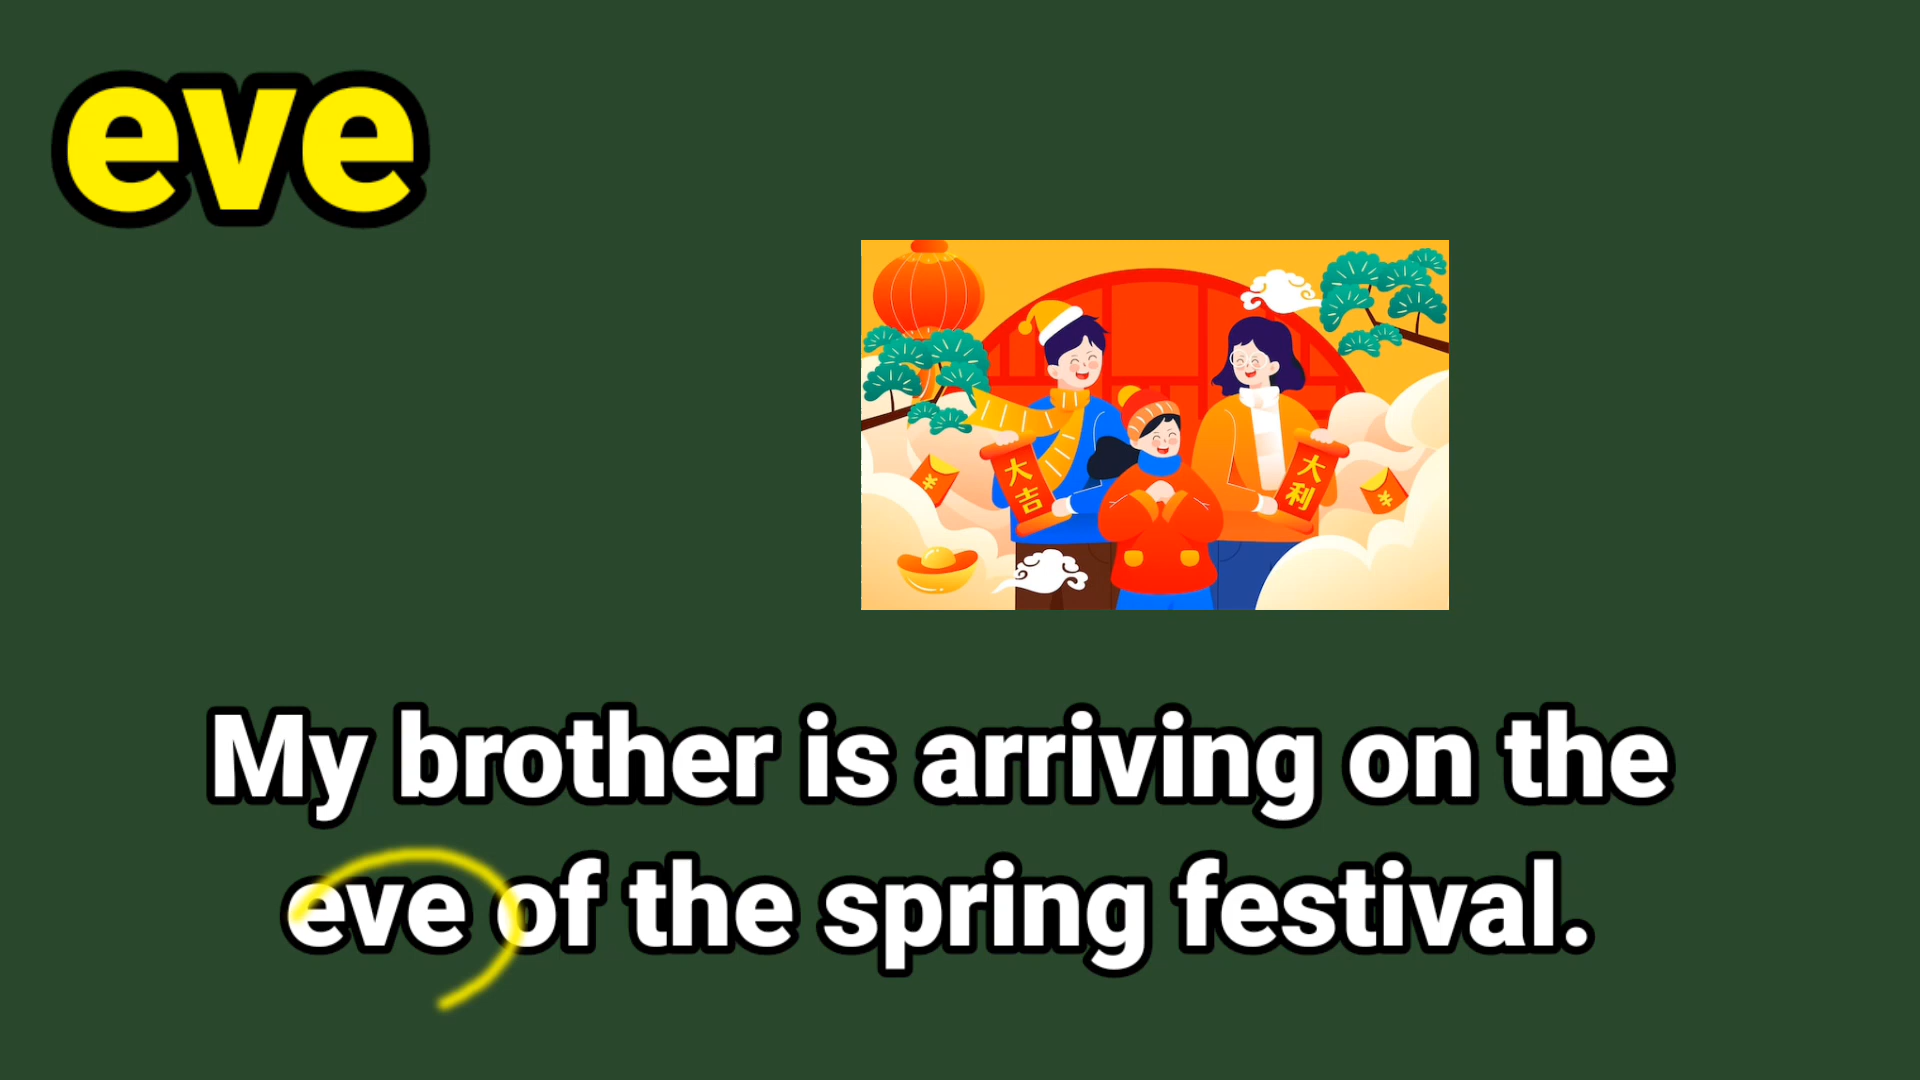 eve
大吉
大利
¥
¥
My brother is arriving on the
eve of the spring festival.